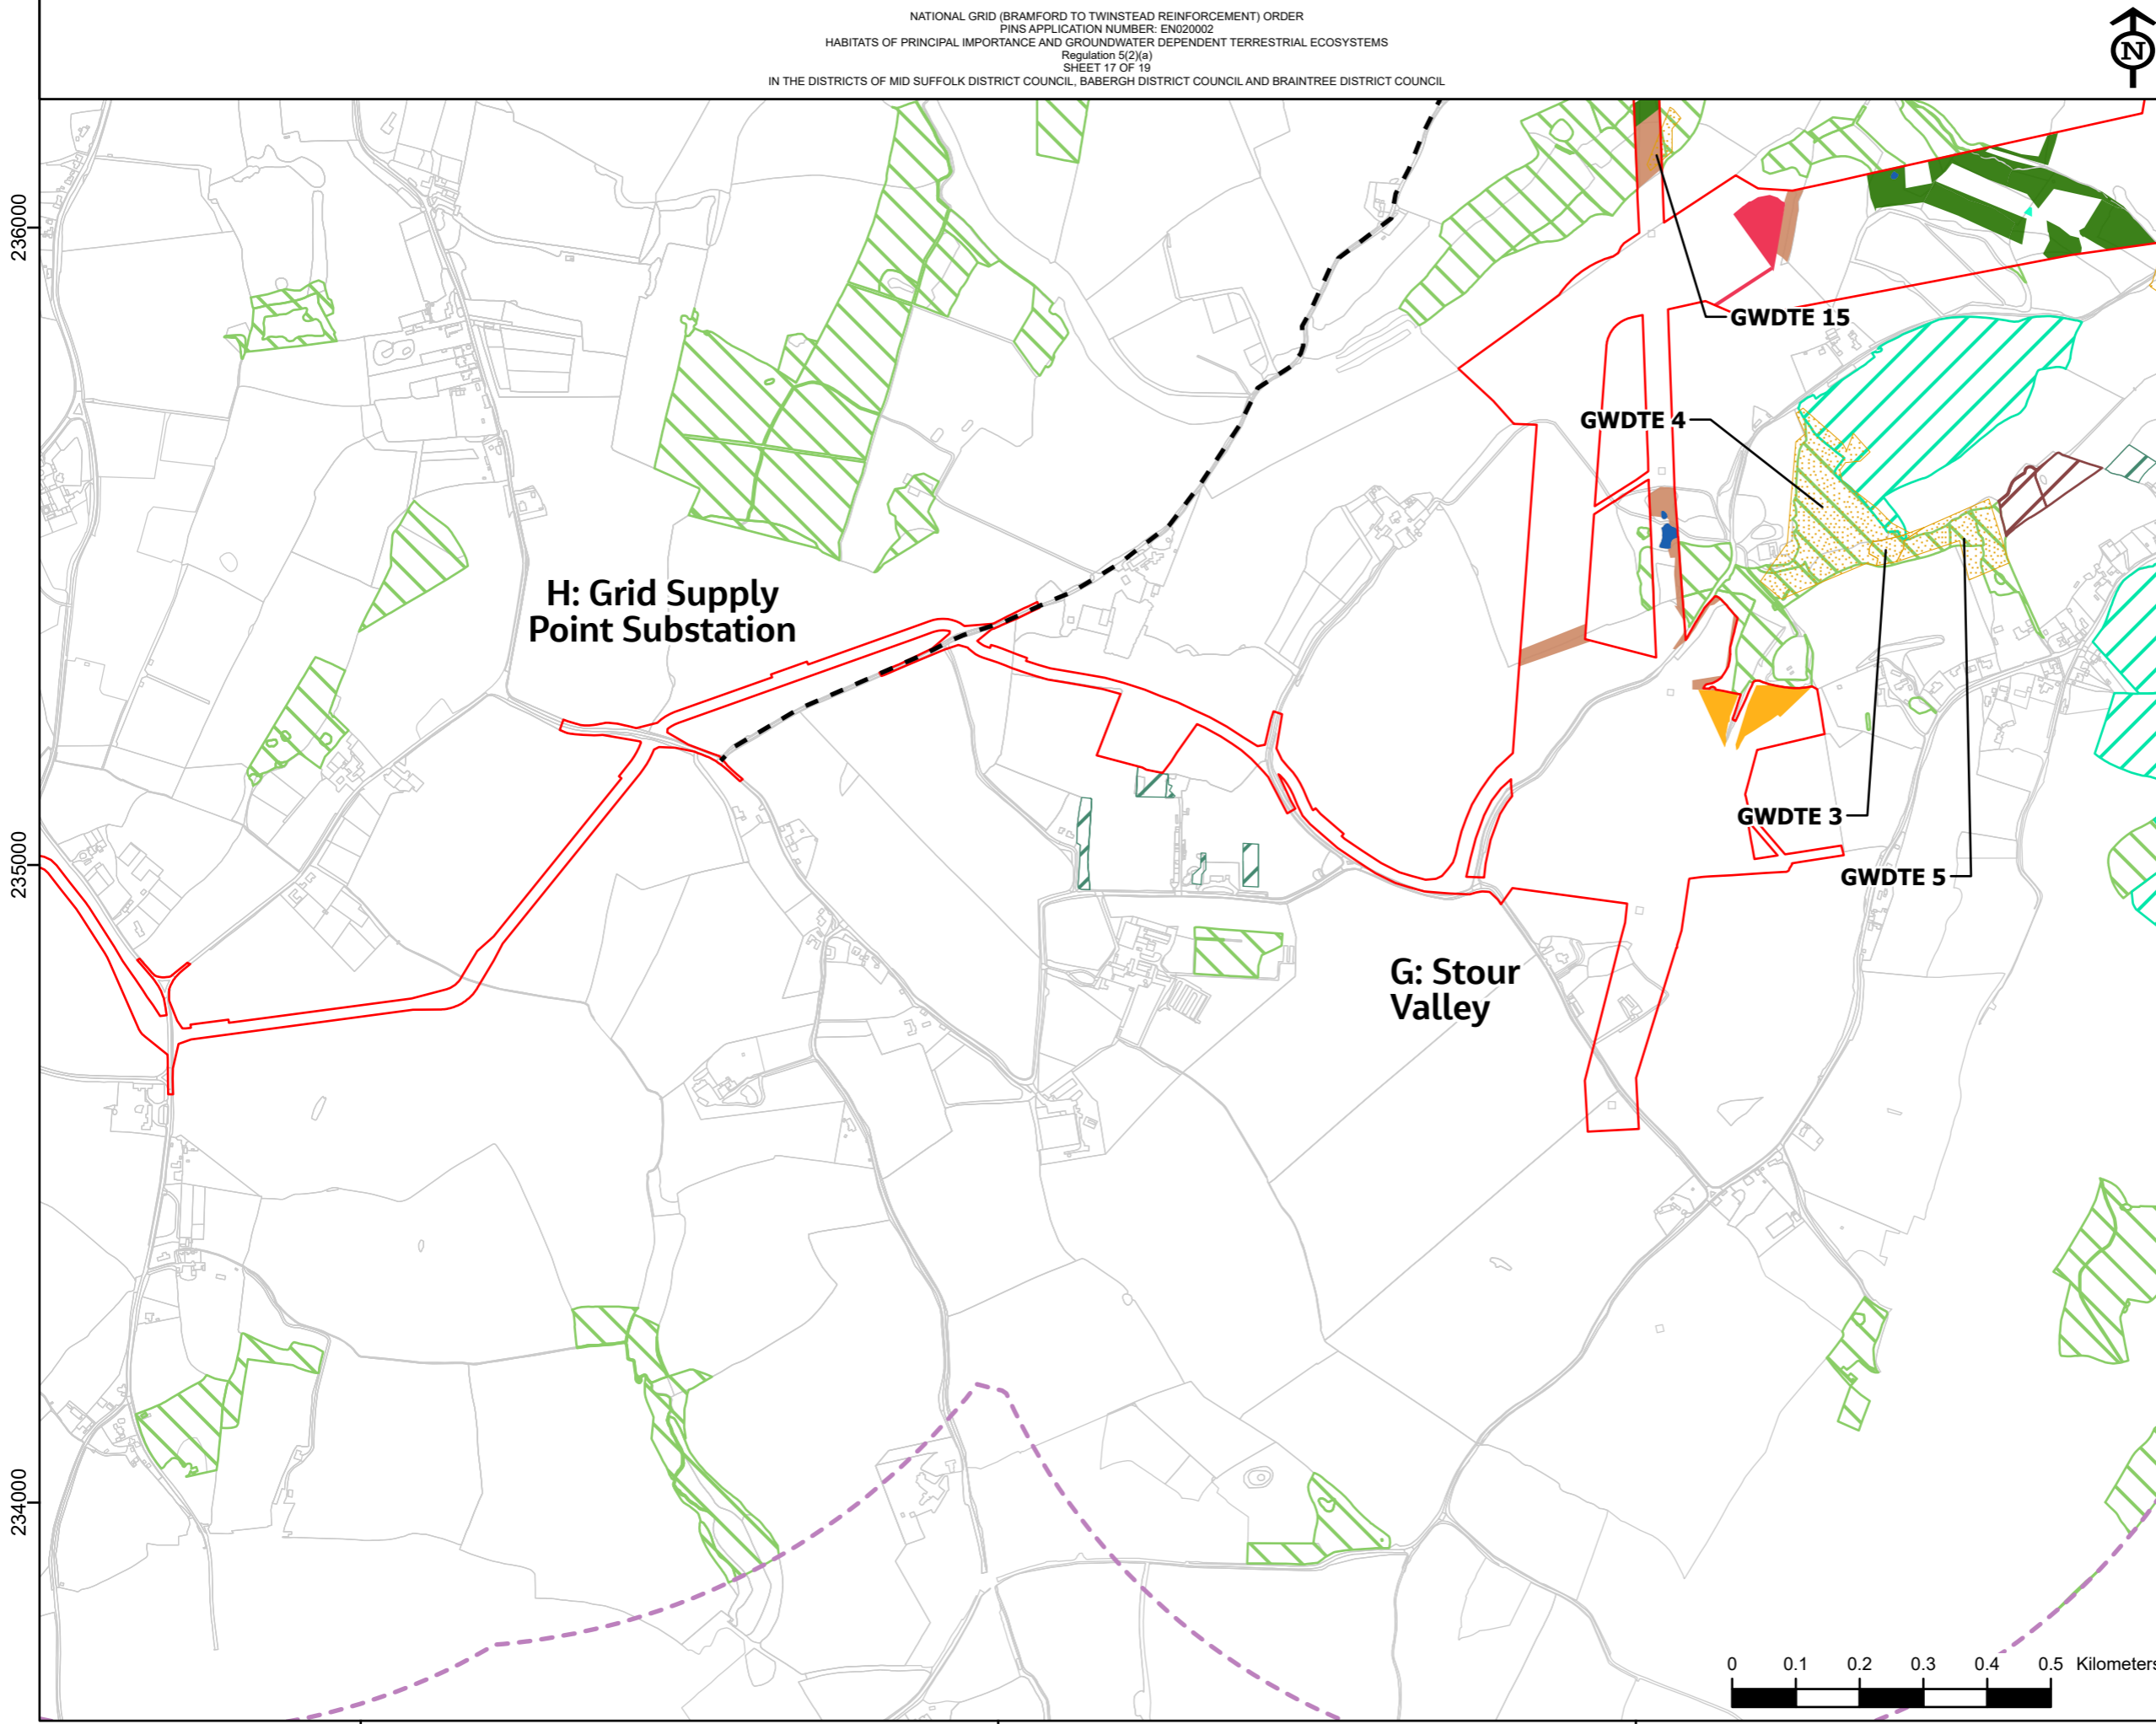 NATIONAL GRID (BRAMFORD TO TWINSTEAD REINFORCEMENT) ORDER
PINS APPLICATION NUMBER: EN020002
HABITATS OF PRINCIPAL IMPORTANCE AND GROUNDWATER DEPENDENT TERRESTRIAL ECOSYSTEMS
Regulation 5(2)(a)
SHEET 17 OF 19
IN THE DISTRICTS OF MID SUFFOLK DISTRICT COUNCIL, BABERGH DISTRICT COUNCIL AND BRAINTREE DISTRICT COUNCIL
N
236000
GWDTE 15
GWDTE 4
H: Grid Supply
Point Substation
GWDTE 3
235000
GWDTE 5
G: Stour
Valley
234000
0 0.1 0.2 0.3 0.4 0.5 Kilometers